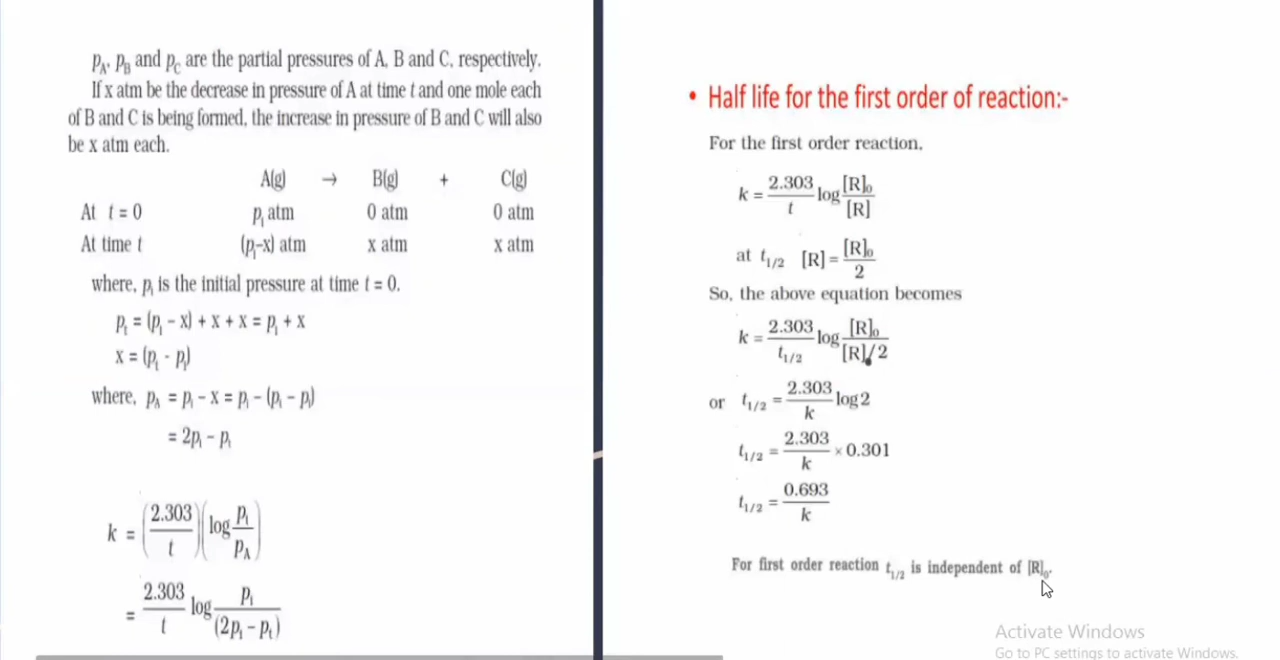 p_A, p_B and p_C are the partial pressures of A, B and C, respectively.
If x atm be the decrease in pressure of A at time t and one mole each
of B and C is being formed, the increase in pressure of B and C will also
be x atm each.
A(g) → B(g) + C(g)
At t = 0 p_i atm 0 atm 0 atm
At time t (p_i–x) atm x atm x atm
where, p_i is the initial pressure at time t = 0.
p_t = (p_i – x) + x + x = p_i + x
x = (p_t - p_i)
where, p_A = p_i – x = p_i – (p_t – p_i)
= 2p_i – p_t
k = (2.303/t)(log p_i/p_A)
= 2.303/t log p_i/(2p_i – p_t)
• Half life for the first order of reaction:-
For the first order reaction,
k = 2.303/t log [R]₀/[R]
at t_1/2 [R] = [R]₀/2
So, the above equation becomes
k = 2.303/t_1/2 log [R]₀/[R]/2
or t_1/2 = 2.303/k log 2
t_1/2 = 2.303/k × 0.301
t_1/2 = 0.693/k
For first order reaction t_1/2 is independent of [R]₀.
Activate Windows
Go to PC settings to activate Windows.